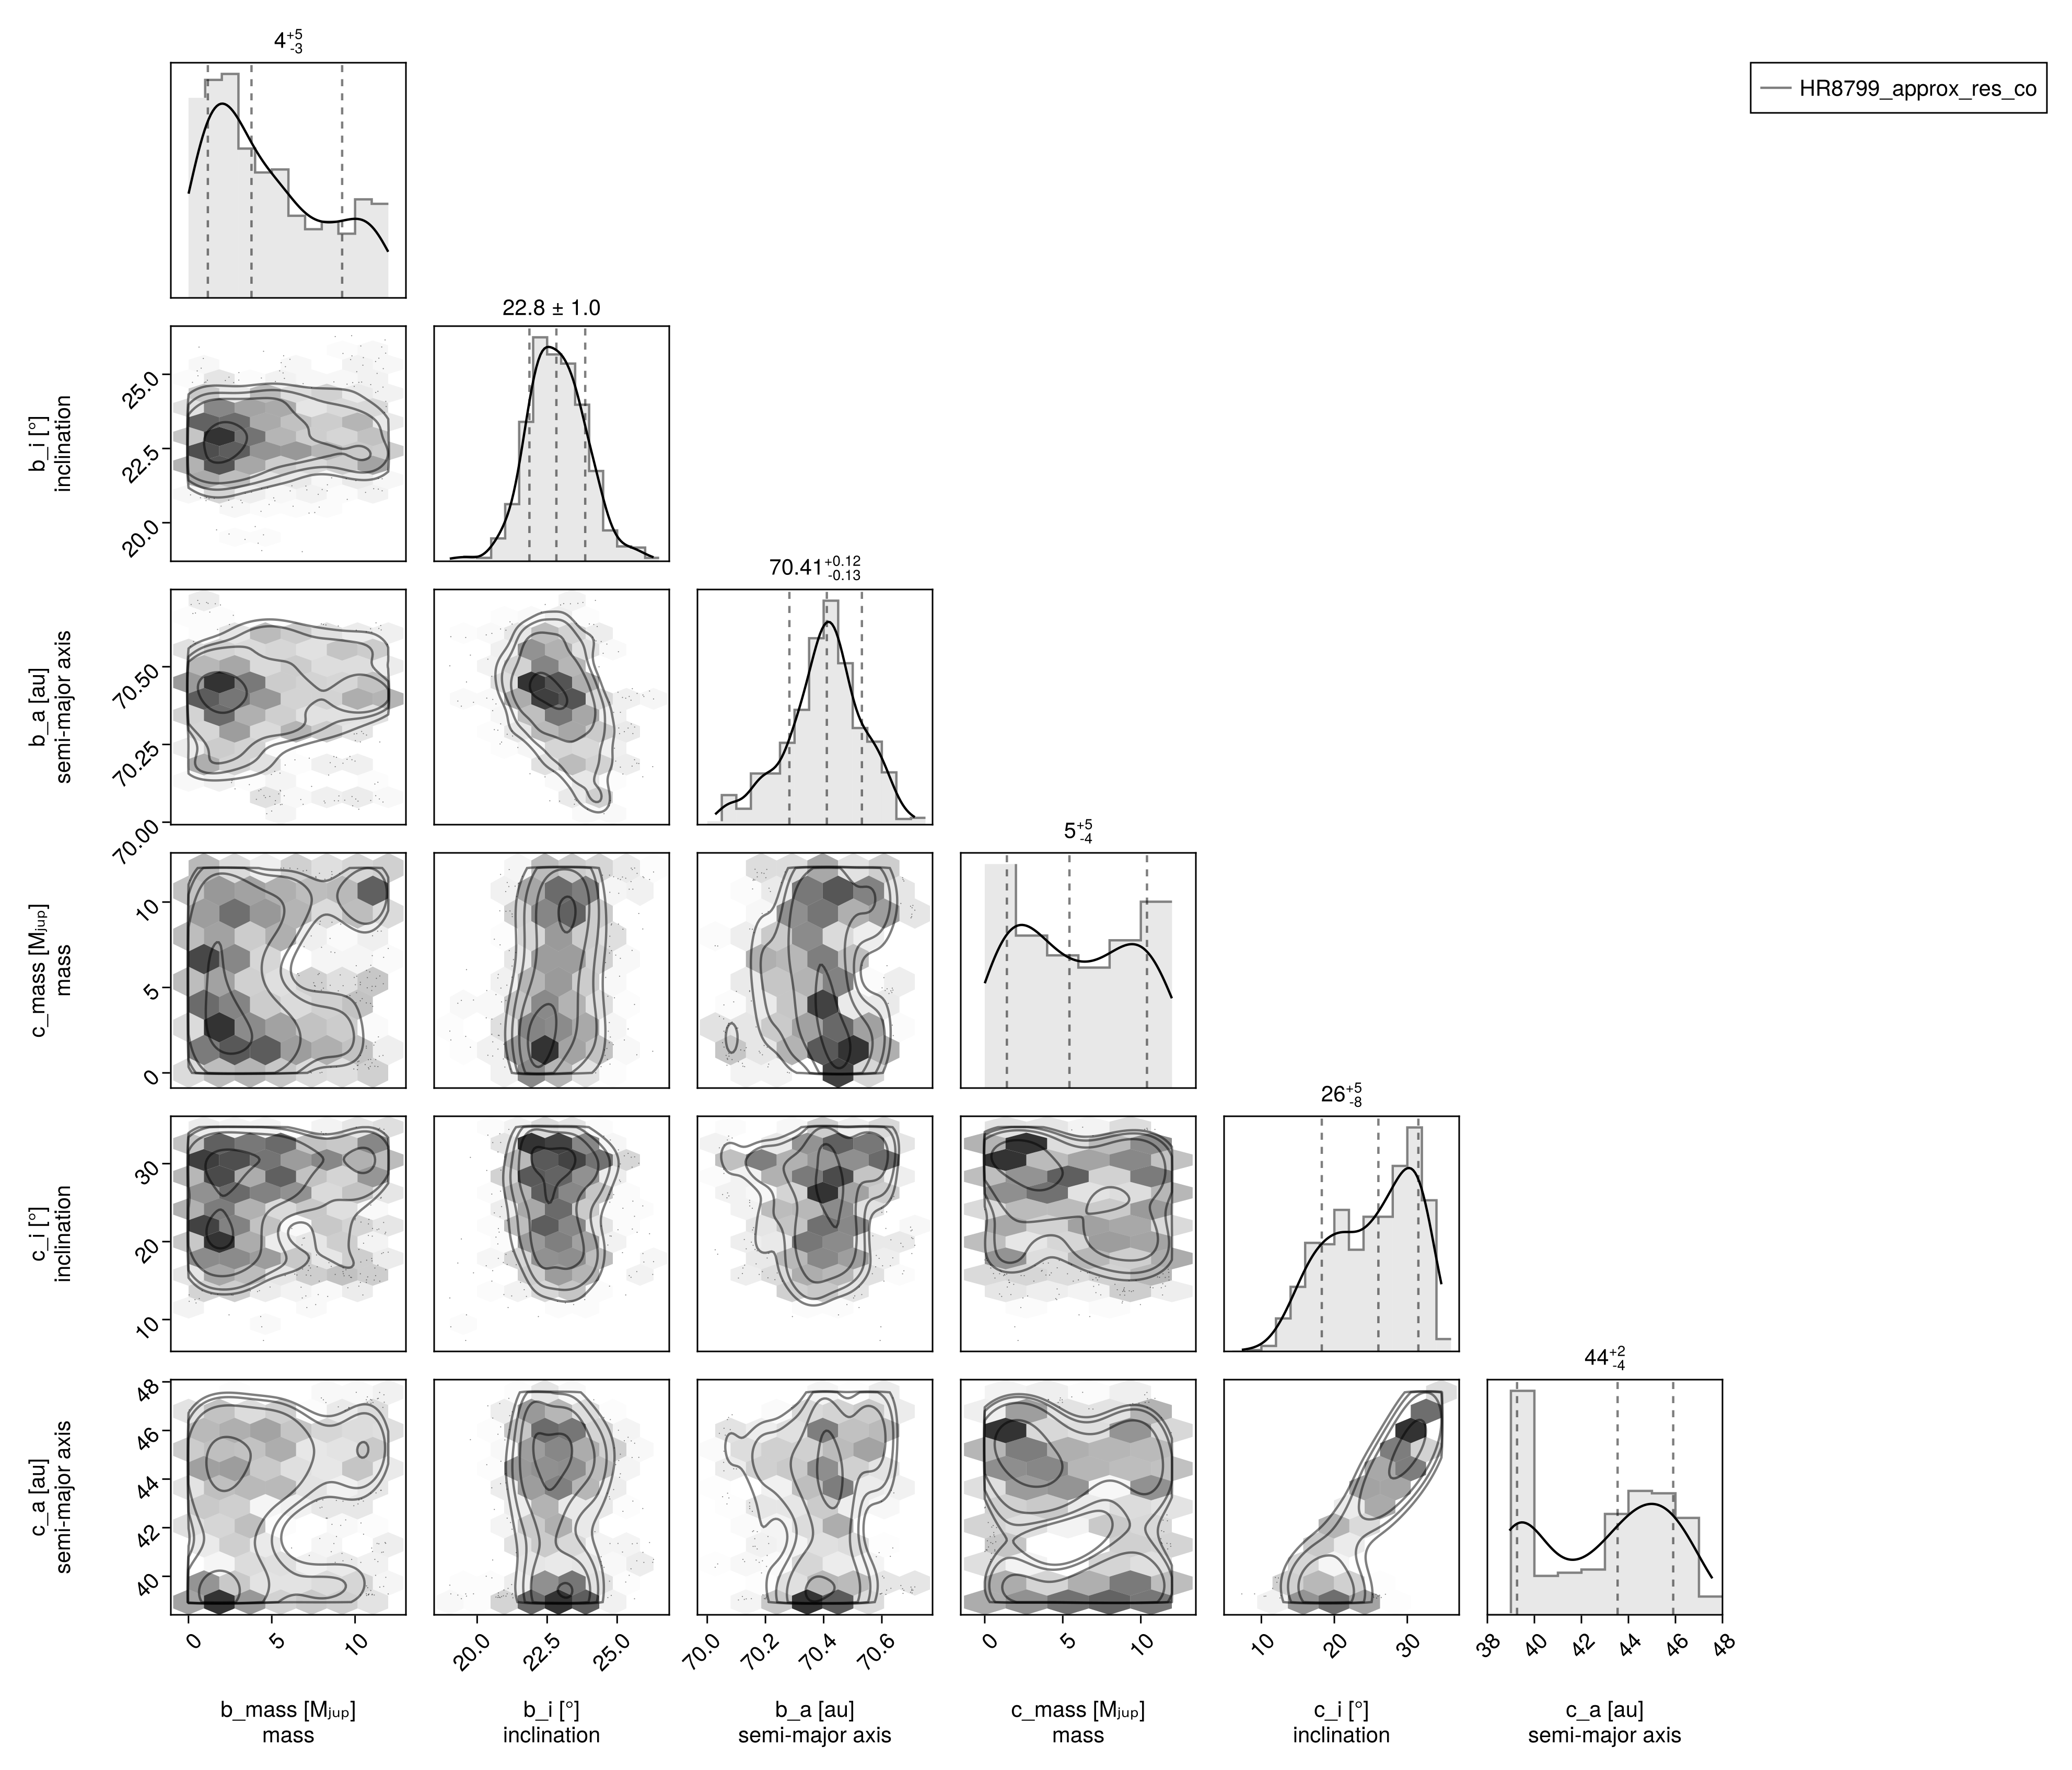 4+5-3
HR8799_approx_res_co
22.8 ± 1.0
25.0
22.5
20.0
b_i [°]
inclination
70.41+0.12-0.13
70.50
70.25
70.00
b_a [au]
semi-major axis
5+5-4
10
5
0
c_mass [Mⱼᵤₚ]
mass
26+5-8
30
20
10
c_i [°]
inclination
44+2-4
48
46
44
42
40
c_a [au]
semi-major axis
0 5 10
20.0 22.5 25.0
70.0 70.2 70.4 70.6
0 5 10
10 20 30
38 40 42 44 46 48
b_mass [Mⱼᵤₚ]
mass
b_i [°]
inclination
b_a [au]
semi-major axis
c_mass [Mⱼᵤₚ]
mass
c_i [°]
inclination
c_a [au]
semi-major axis